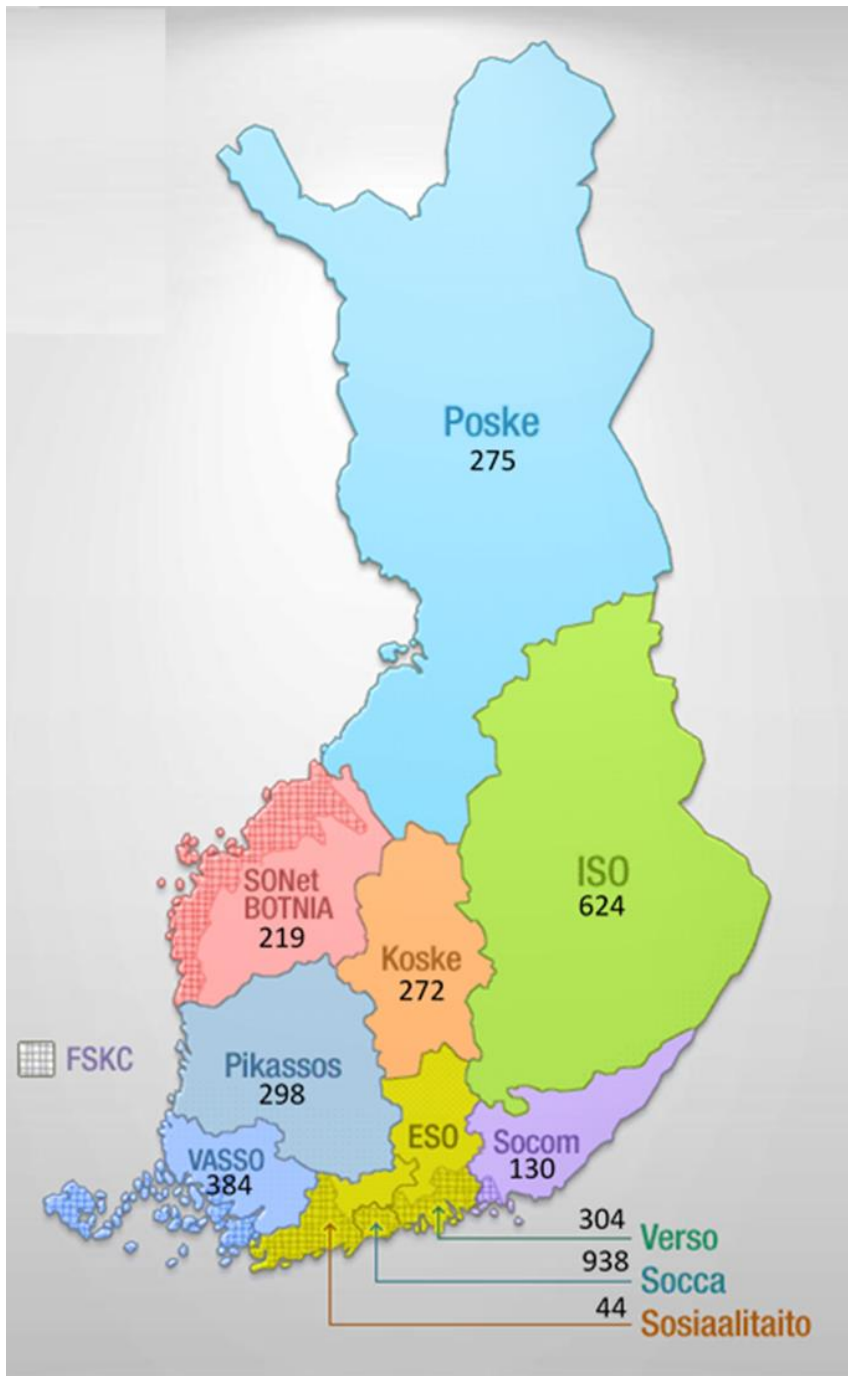 Poske
275
ISO
624
SONet
BOTNIA
219
Koske
272
FSKC
Pikassos
298
ESO
Socom
130
VASSO
384
304
Verso
938
Socca
44
Sosiaalitaito